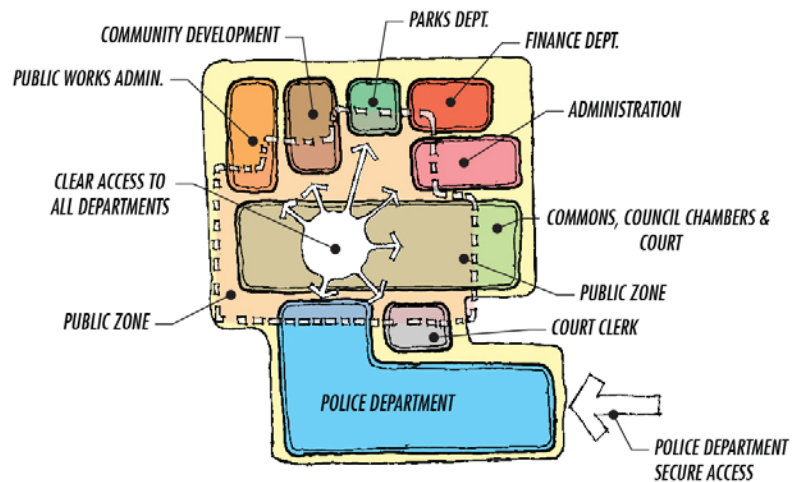 PARKS DEPT.
COMMUNITY DEVELOPMENT
FINANCE DEPT.
PUBLIC WORKS ADMIN.
ADMINISTRATION
CLEAR ACCESS TO
ALL DEPARTMENTS
COMMONS, COUNCIL CHAMBERS &
COURT
PUBLIC ZONE
PUBLIC ZONE
COURT CLERK
POLICE DEPARTMENT
POLICE DEPARTMENT
SECURE ACCESS